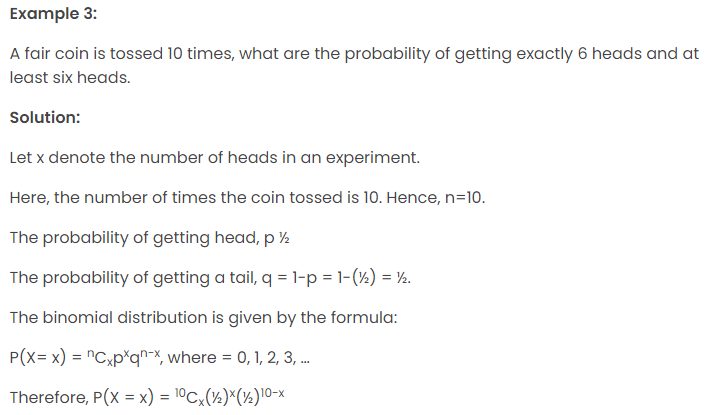 Example 3:
A fair coin is tossed 10 times, what are the probability of getting exactly 6 heads and at
least six heads.
Solution:
Let x denote the number of heads in an experiment.
Here, the number of times the coin tossed is 10. Hence, n=10.
The probability of getting head, p ½
The probability of getting a tail, q = 1-p = 1-(½) = ½.
The binomial distribution is given by the formula:
P(X= x) = ⁿCₓpˣqⁿ⁻ˣ, where = 0, 1, 2, 3, …
Therefore, P(X = x) = ¹⁰Cₓ(½)ˣ(½)¹⁰⁻ˣ